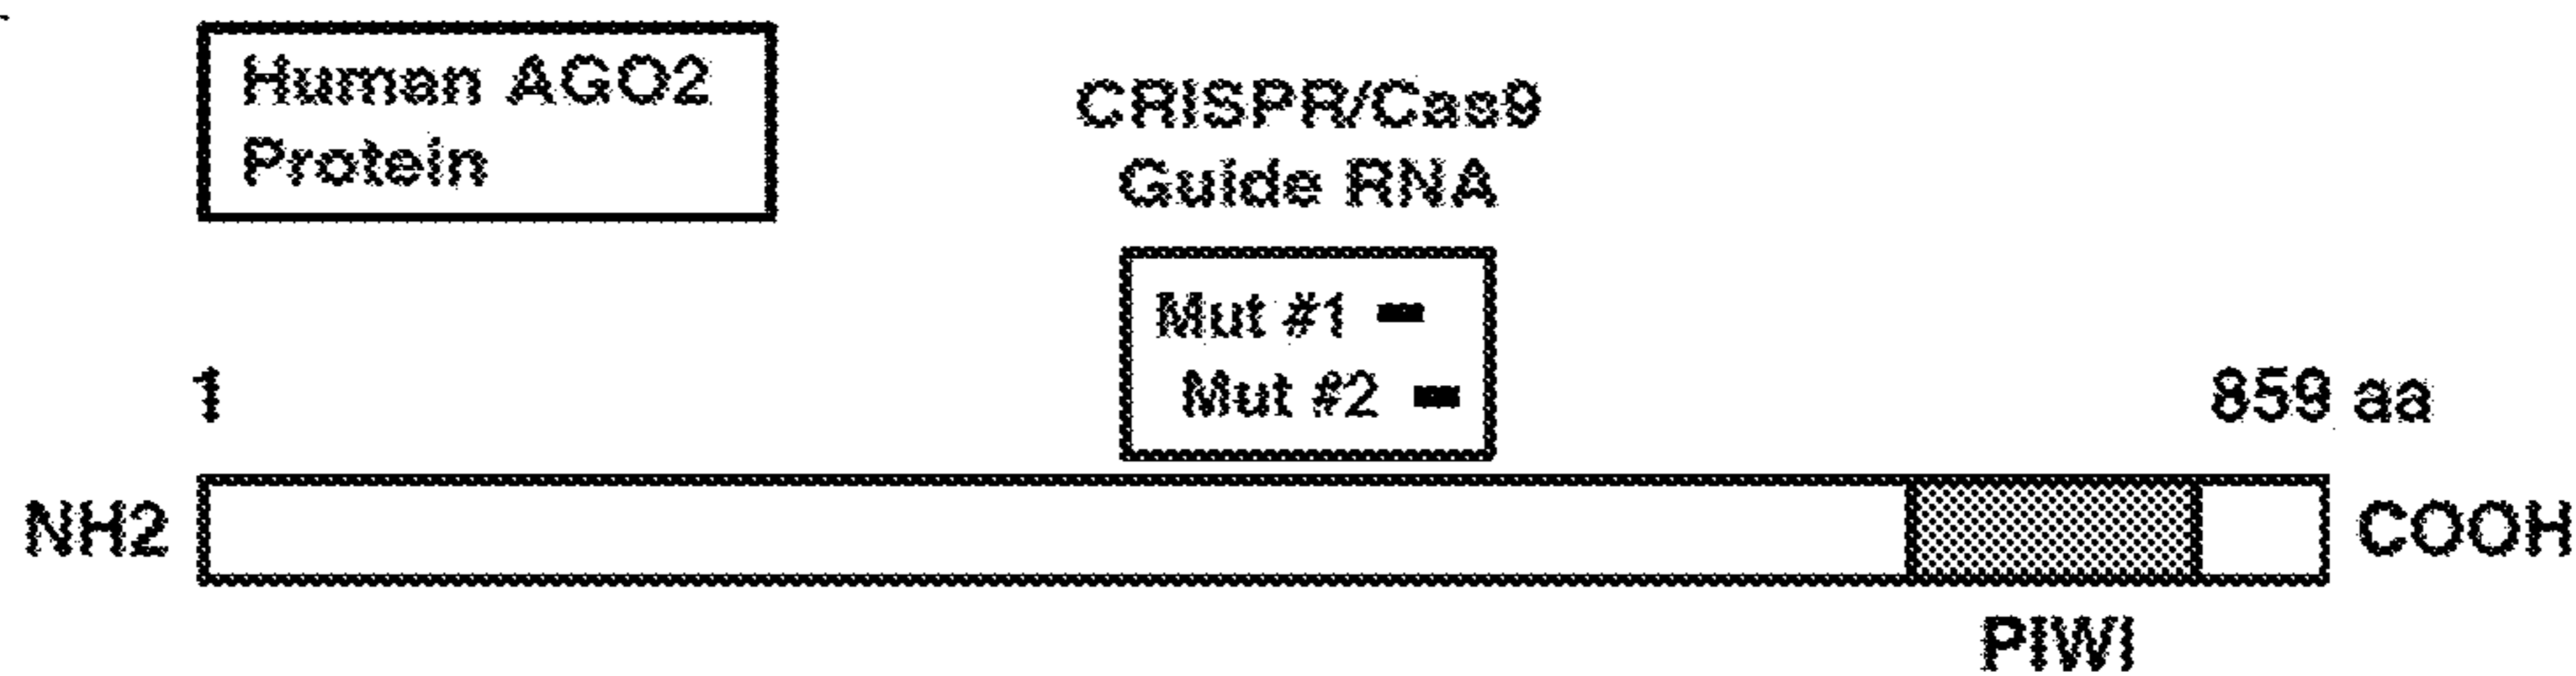 Human AGO2
Protein
CRISPR/Cas9
Guide RNA
Mut #1
Mut #2
1
859 aa
NH2
COOH
PIWI